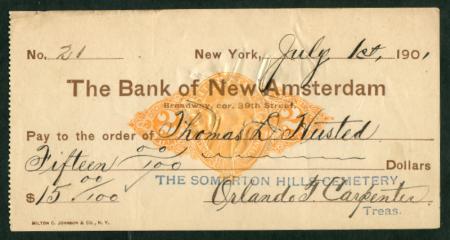 No. 21 New York, July 1st, 1901
The Bank of New Amsterdam
Broadway, cor. 39th Street.
Pay to the order of Thomas D. Husted
Fifteen 00/100 Dollars
$15 00/100 THE SOMERTON HILLS CEMETERY,
Orlando F. Carpenter
Treas.
MILTON C. JOHNSON & CO., N. Y.